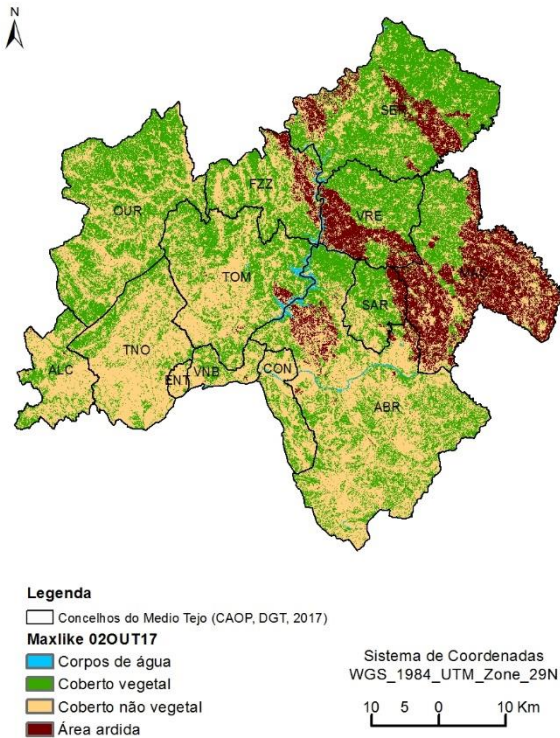 N
SER
FZZ
OUR
VRE
MAC
TOM
SAR
TNO
ALC
VNB
CON
ENT
ABR
Legenda
Concelhos do Medio Tejo (CAOP, DGT, 2017)
Maxlike 02OUT17
Corpos de água
Coberto vegetal
Coberto não vegetal
Área ardida
Sistema de Coordenadas
WGS_1984_UTM_Zone_29N
10 5 0 10 Km